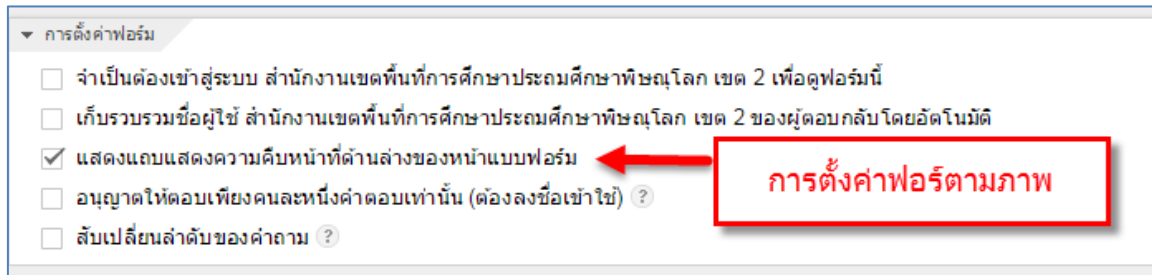 การตั้งค่าฟอร์ม
จำเป็นต้องเข้าสู่ระบบ สำนักงานเขตพื้นที่การศึกษาประถมศึกษาพิษณุโลก เขต 2 เพื่อดูฟอร์มนี้
เก็บรวบรวมชื่อผู้ใช้ สำนักงานเขตพื้นที่การศึกษาประถมศึกษาพิษณุโลก เขต 2 ของผู้ตอบกลับโดยอัตโนมัติ
แสดงแถบแสดงความคืบหน้าที่ด้านล่างของหน้าแบบฟอร์ม
การตั้งค่าฟอร์ตามภาพ
อนุญาตให้ตอบเพียงคนละหนึ่งคำตอบเท่านั้น (ต้องลงชื่อเข้าใช้) ?
สับเปลี่ยนลำดับของคำถาม ?